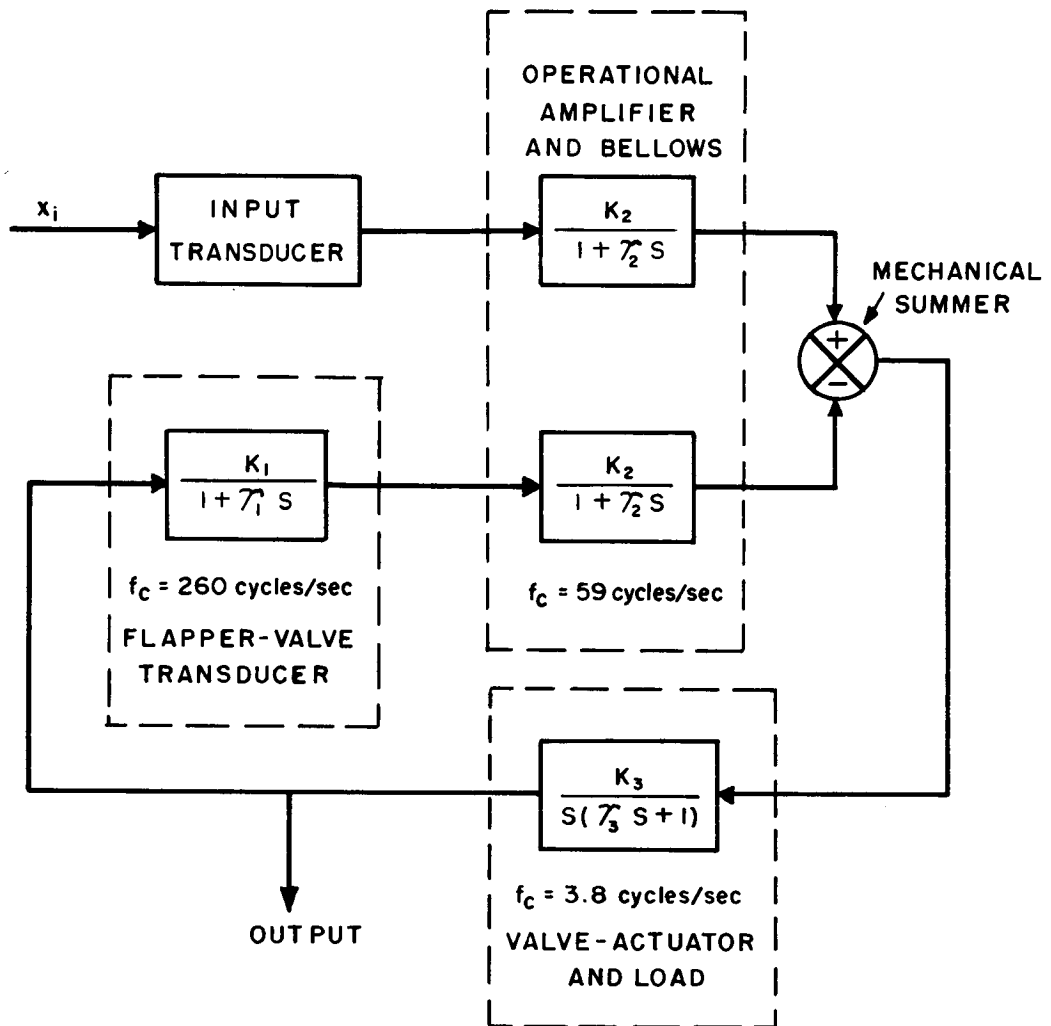 OPERATIONAL
AMPLIFIER
AND BELLOWS
xi
INPUT
TRANSDUCER
K₂
1 + τ₂ S
MECHANICAL
SUMMER
+
−
K₁
1 + τ₁ S
K₂
1 + τ₂ S
fc = 260 cycles/sec
fc = 59 cycles/sec
FLAPPER-VALVE
TRANSDUCER
K₃
S(τ₃ S + 1)
fc = 3.8 cycles/sec
OUTPUT
VALVE-ACTUATOR
AND LOAD